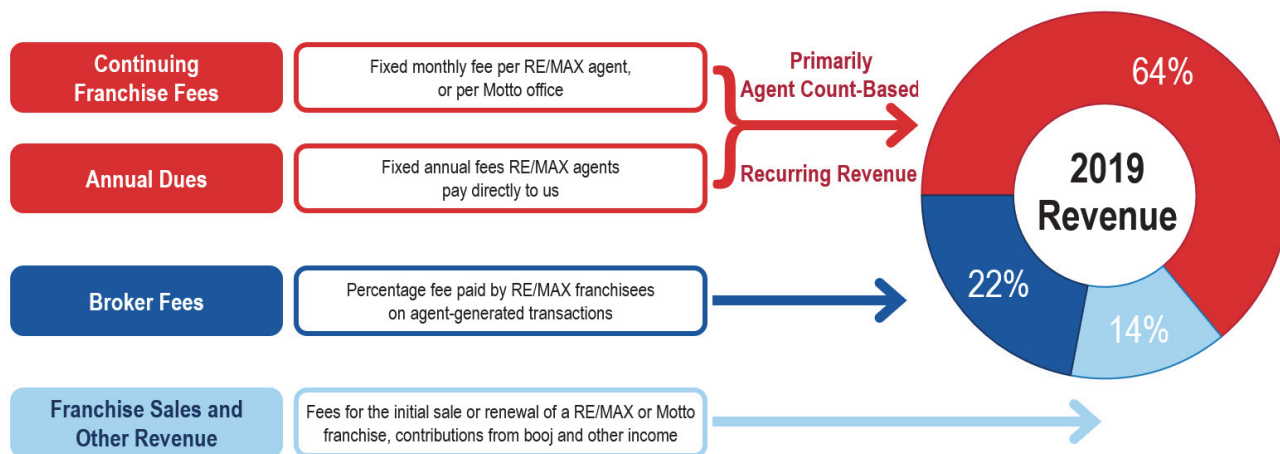 Continuing
Franchise Fees
Fixed monthly fee per RE/MAX agent,
or per Motto office
Primarily
Agent Count-Based
Annual Dues
Fixed annual fees RE/MAX agents
pay directly to us
Recurring Revenue
Broker Fees
Percentage fee paid by RE/MAX franchisees
on agent-generated transactions
Franchise Sales and
Other Revenue
Fees for the initial sale or renewal of a RE/MAX or Motto
franchise, contributions from booj and other income
64%
2019
Revenue
22%
14%